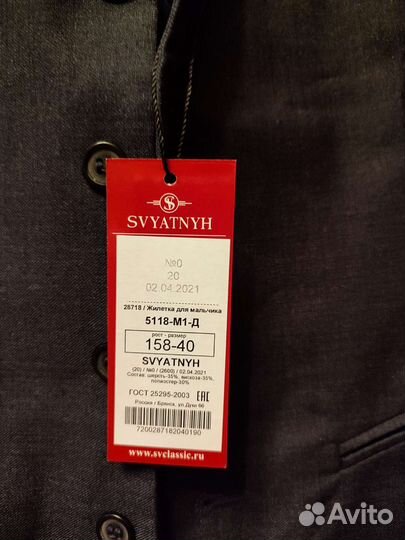 SVYATNYH
№0
20
02.04.2021
28718 / Жилетка для мальчика
5118-М1-Д
рост - размер
158-40
SVYATNYH
(20) / №0 / (2600) / 02.04.2021
Состав: шерсть-35%, вискоза-35%,
полиэстер-30%
ГОСТ 25295-2003 EAC
Россия / Брянск, ул.Дуки 66
7200287182040190
www.svclassic.ru
Avito